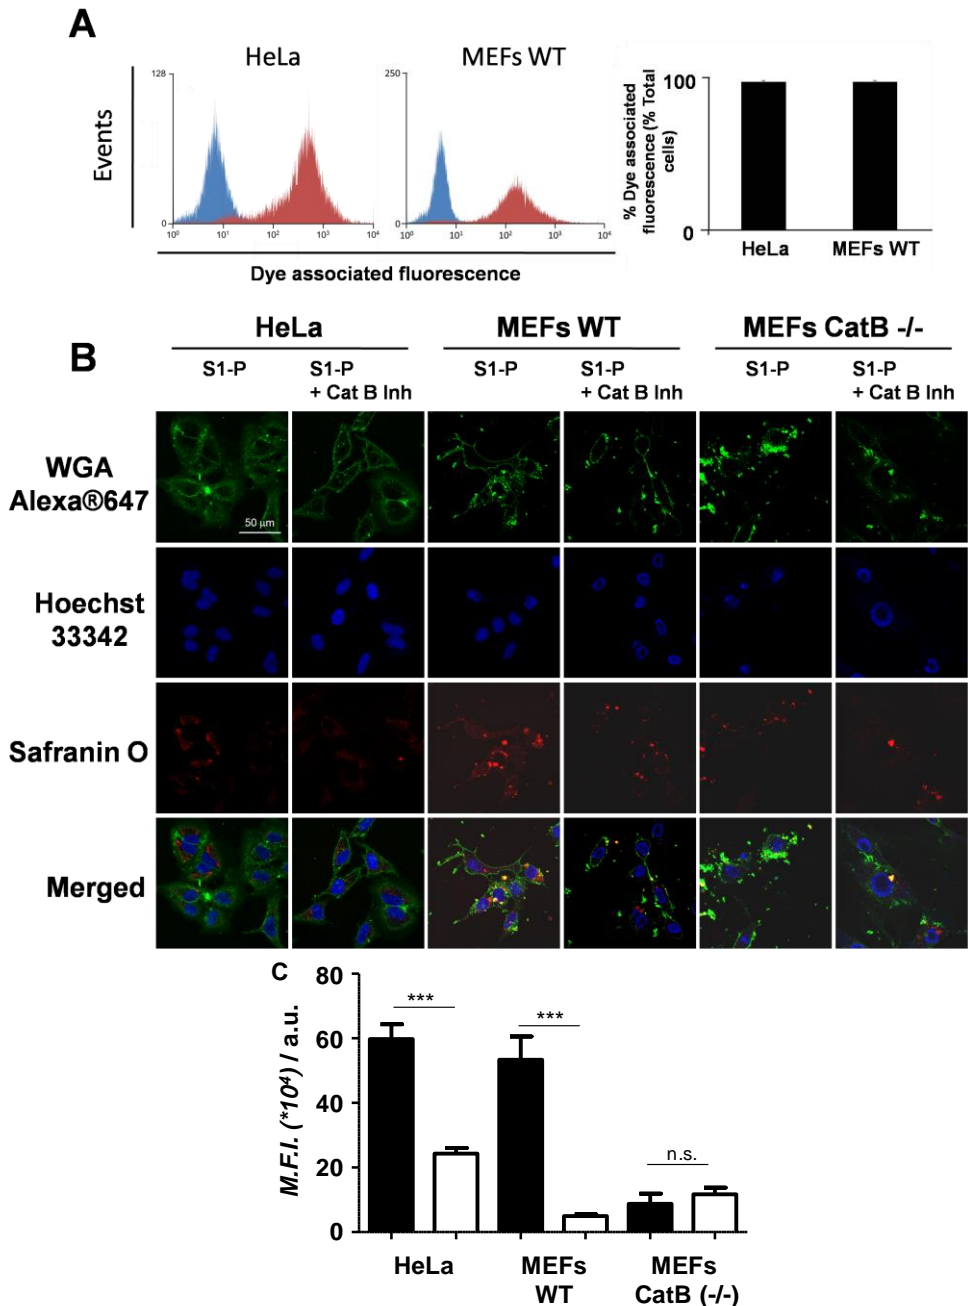 A
HeLa
MEFs WT
128
0
10⁰
10¹
10²
10³
10⁴
250
0
10⁰
10¹
10²
10³
10⁴
Events
Dye associated fluorescence
% Dye associated
fluorescence (% Total
cells)
100
0
HeLa
MEFs WT
B
HeLa
MEFs WT
MEFs CatB -/-
S1-P
S1-P
+ Cat B Inh
S1-P
S1-P
+ Cat B Inh
S1-P
S1-P
+ Cat B Inh
WGA
Alexa®647
50 µm
Hoechst
33342
Safranin O
Merged
C
M.F.I. (*10⁴) / a.u.
80
60
40
20
0
***
***
n.s.
HeLa
MEFs
WT
MEFs
CatB (-/-)